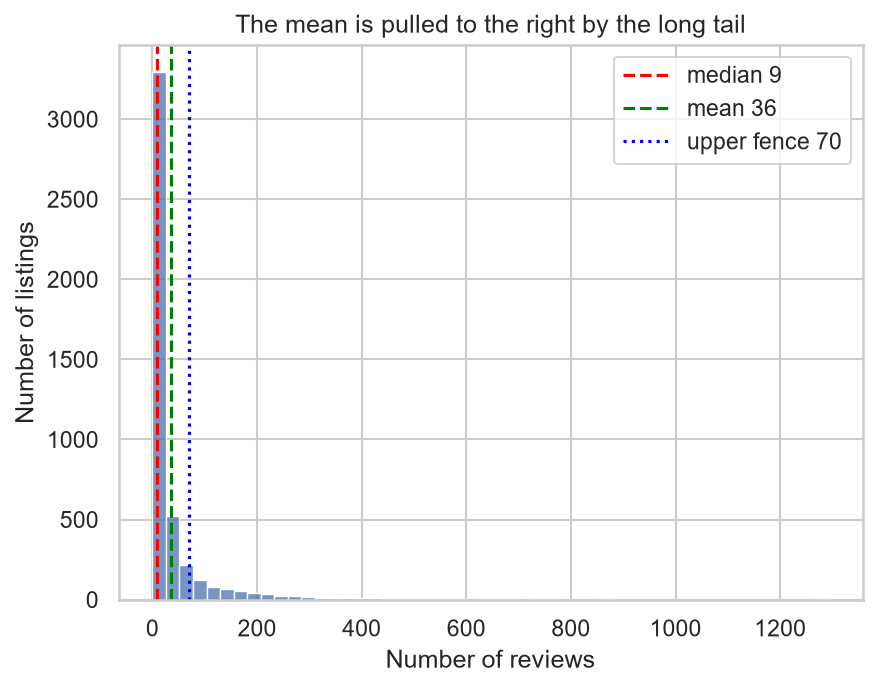 The mean is pulled to the right by the long tail
median 9
mean 36
upper fence 70
Number of listings
3000
2500
2000
1500
1000
500
0
0 200 400 600 800 1000 1200
Number of reviews